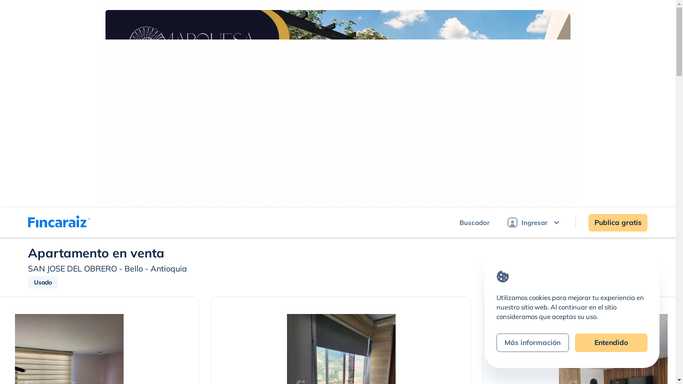 MARQUESA
Fincaraiz
Buscador
Ingresar
Publica gratis
Apartamento en venta
SAN JOSE DEL OBRERO - Bello - Antioquia
Usado
Utilizamos cookies para mejorar tu experiencia en
nuestro sitio web. Al continuar en el sitio
consideramos que aceptas su uso.
Más información
Entendido